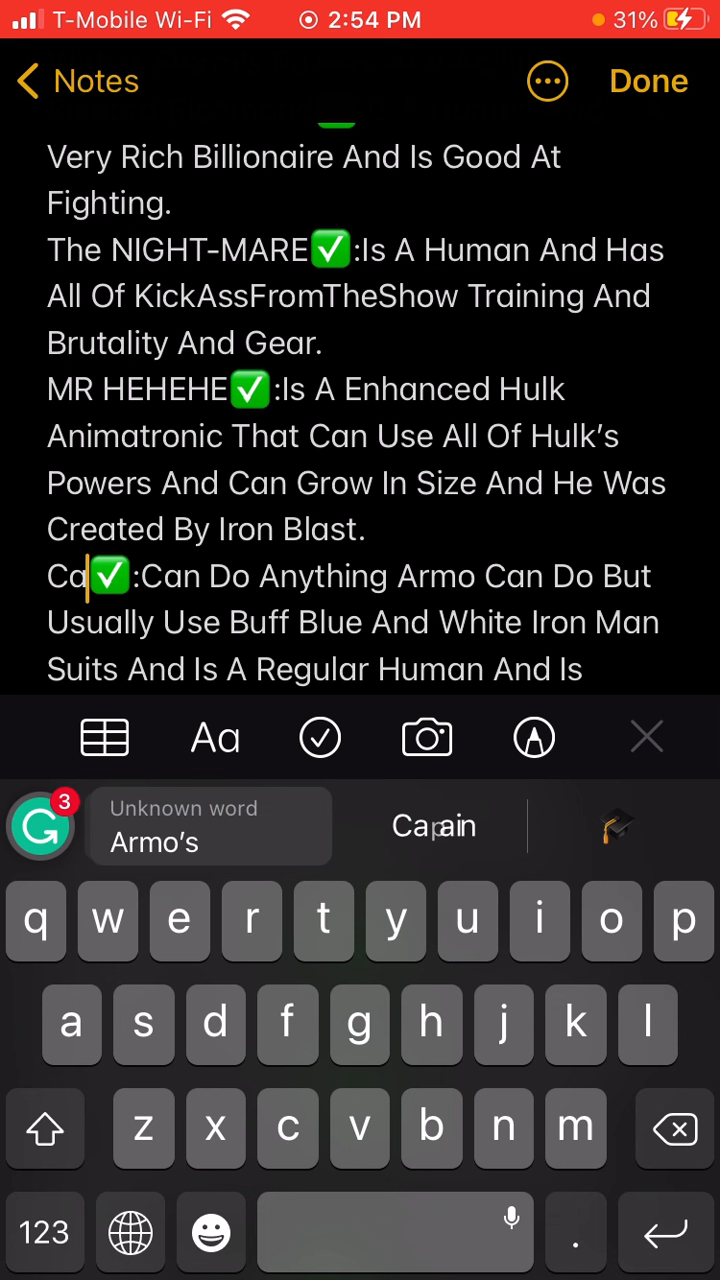 T-Mobile Wi-Fi 2:54 PM 31%
Notes Done
Very Rich Billionaire And Is Good At
Fighting.
The NIGHT-MARE✅:Is A Human And Has
All Of KickAssFromTheShow Training And
Brutality And Gear.
MR HEHEHE✅:Is A Enhanced Hulk
Animatronic That Can Use All Of Hulk’s
Powers And Can Grow In Size And He Was
Created By Iron Blast.
Ca✅:Can Do Anything Armo Can Do But
Usually Use Buff Blue And White Iron Man
Suits And Is A Regular Human And Is
Aa
3
Unknown word
Armo’s
q w e r t y u i o p
a s d f g h j k l
z x c v b n m
123 .